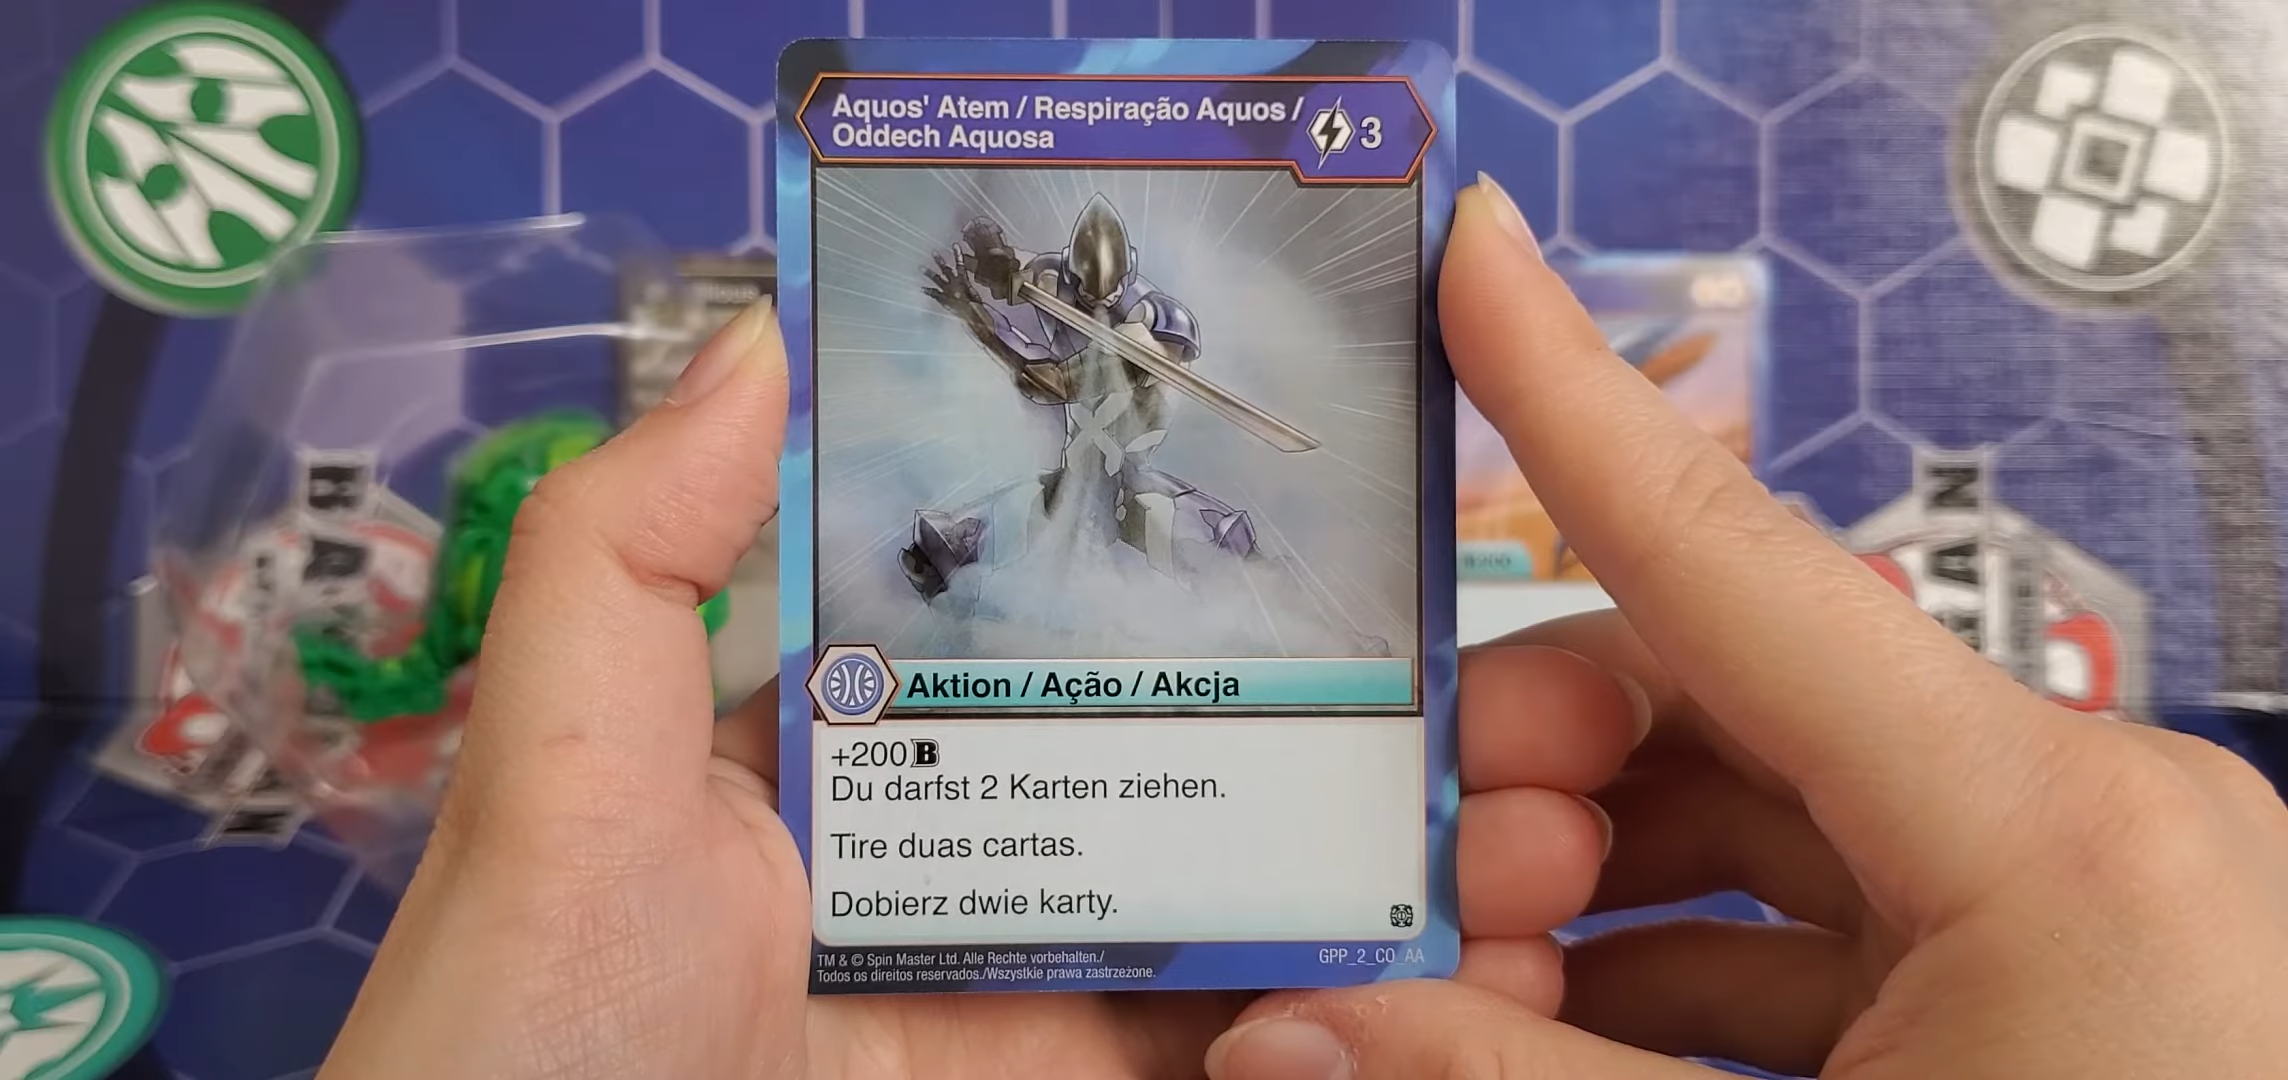 Aquos' Atem / Respiração Aquos /
Oddech Aquosa
3
Aktion / Ação / Akcja
+200 B
Du darfst 2 Karten ziehen.
Tire duas cartas.
Dobierz dwie karty.
TM & © Spin Master Ltd. Alle Rechte vorbehalten./
Todos os direitos reservados./Wszystkie prawa zastrzeżone.
GPP_2_CO_AA